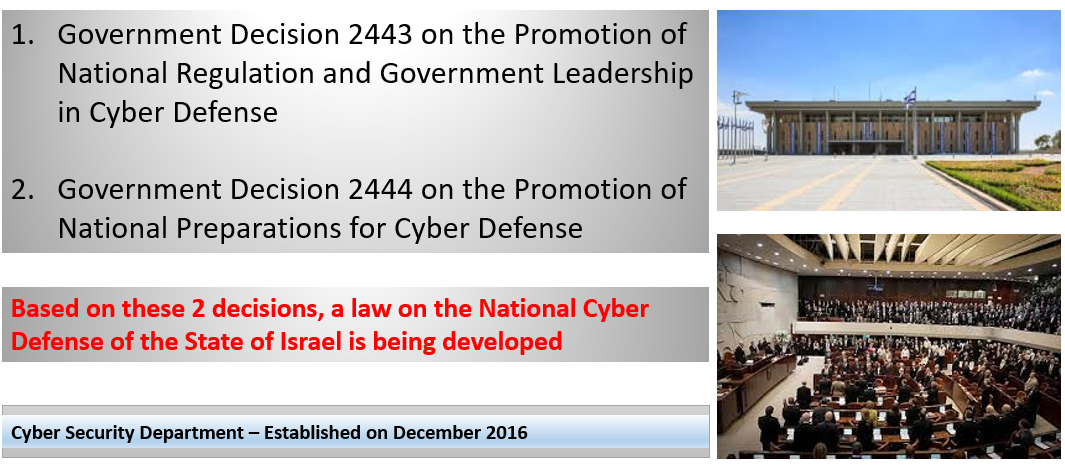 1. Government Decision 2443 on the Promotion of
National Regulation and Government Leadership
in Cyber Defense
2. Government Decision 2444 on the Promotion of
National Preparations for Cyber Defense
Based on these 2 decisions, a law on the National Cyber
Defense of the State of Israel is being developed
Cyber Security Department – Established on December 2016